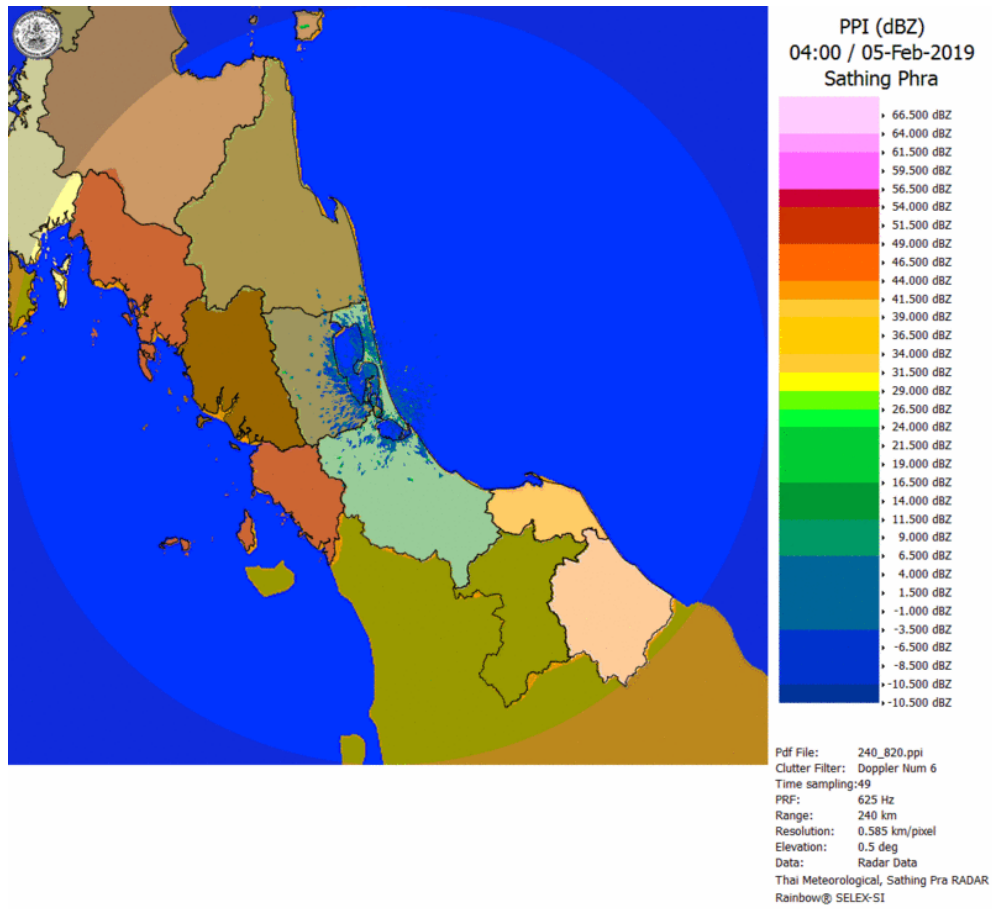 PPI (dBZ)
04:00 / 05-Feb-2019
Sathing Phra
66.500 dBZ
64.000 dBZ
61.500 dBZ
59.500 dBZ
56.500 dBZ
54.000 dBZ
51.500 dBZ
49.000 dBZ
46.500 dBZ
44.000 dBZ
41.500 dBZ
39.000 dBZ
36.500 dBZ
34.000 dBZ
31.500 dBZ
29.000 dBZ
26.500 dBZ
24.000 dBZ
21.500 dBZ
19.000 dBZ
16.500 dBZ
14.000 dBZ
11.500 dBZ
9.000 dBZ
6.500 dBZ
4.000 dBZ
1.500 dBZ
-1.000 dBZ
-3.500 dBZ
-6.500 dBZ
-8.500 dBZ
-10.500 dBZ
-10.500 dBZ
Pdf File: 240_820.ppi
Clutter Filter: Doppler Num 6
Time sampling:49
PRF: 625 Hz
Range: 240 km
Resolution: 0.585 km/pixel
Elevation: 0.5 deg
Data: Radar Data
Thai Meteorological, Sathing Pra RADAR
Rainbow® SELEX-SI